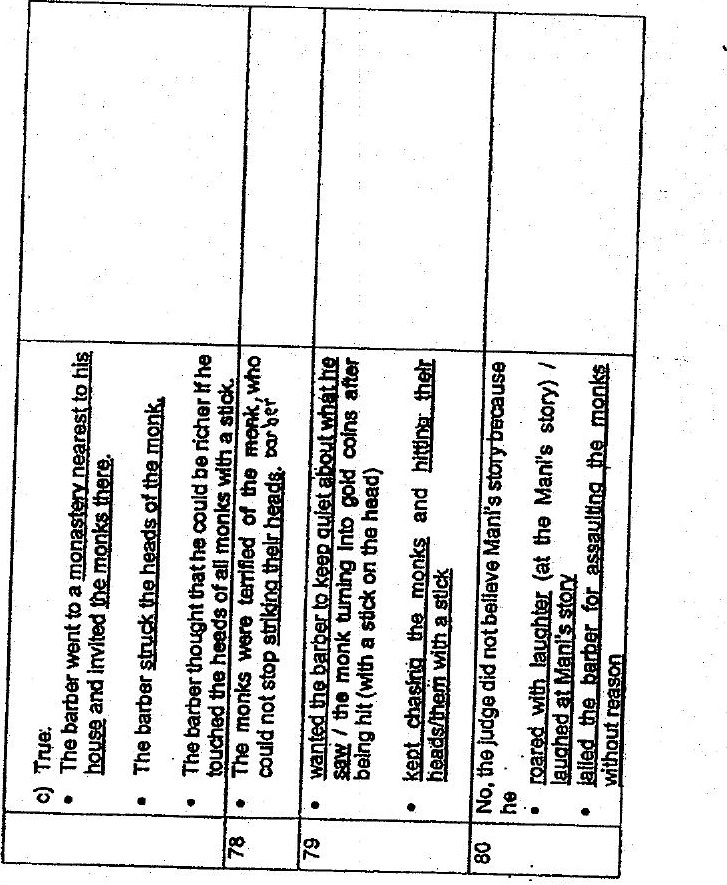 c) True:
• The barber went to a monastery nearest to his
house and invited the monks there.
• The barber struck the heads of the monk.
• The barber thought that he could be richer if he
touched the heads of all monks with a stick.
78 • The monks were terrified of the monk, who
could not stop striking their heads. barber
79 • wanted the barber to keep quiet about what he
saw / the monk turning into gold coins after
being hit (with a stick on the head)
• kept chasing the monks and hitting their
heads/them with a stick
80 No, the judge did not believe Mani's story because
he
• roared with laughter (at the Mani's story) /
laughed at Mani's story
• jailed the barber for assaulting the monks
without reason